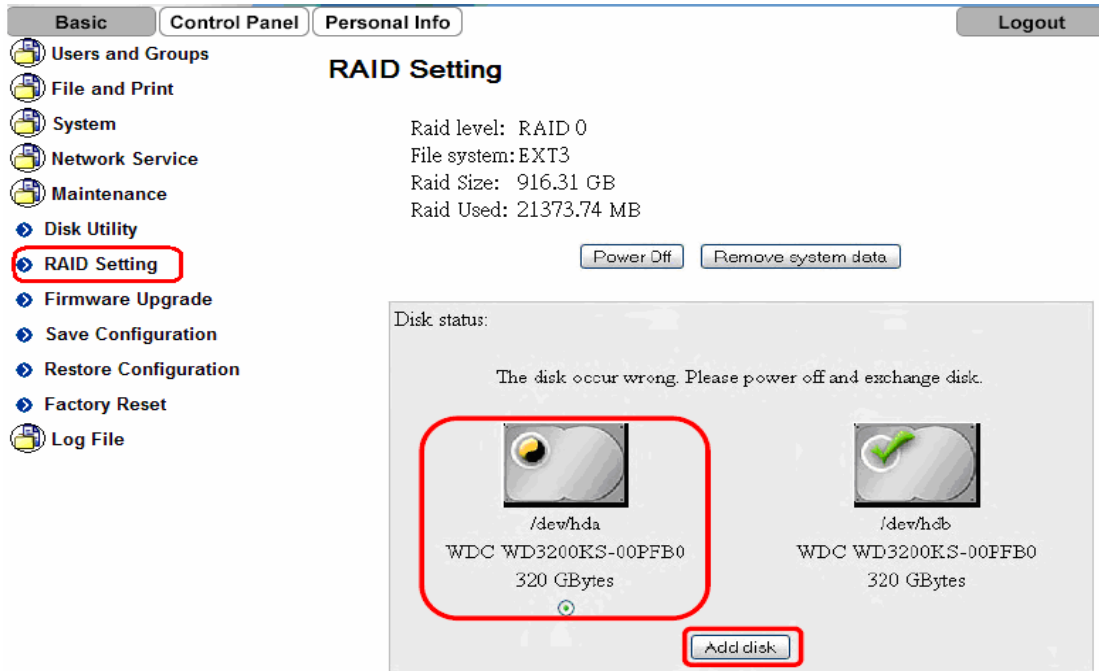 Basic Control Panel Personal Info Logout
Users and Groups
File and Print
System
Network Service
Maintenance
Disk Utility
RAID Setting
Firmware Upgrade
Save Configuration
Restore Configuration
Factory Reset
Log File
RAID Setting
Raid level: RAID 0
File system: EXT3
Raid Size: 916.31 GB
Raid Used: 21373.74 MB
Power Off Remove system data
Disk status:
The disk occur wrong. Please power off and exchange disk.
/dev/hda
WDC WD3200KS-00PFB0
320 GBytes
/dev/hdb
WDC WD3200KS-00PFB0
320 GBytes
Add disk